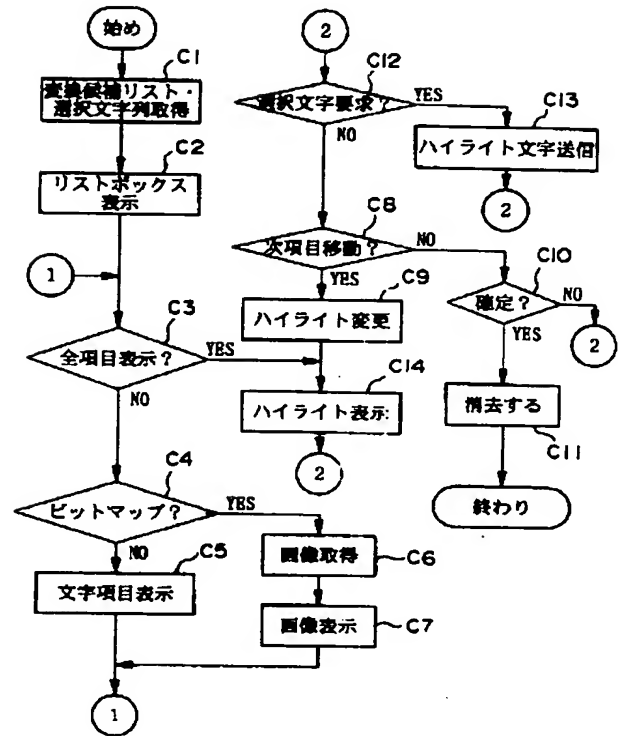 始め
C1
変換候補リスト・
選択文字列取得
C2
リストボックス
表示
1
C3
全項目表示?
YES
NO
C4
ビットマップ?
YES
NO
C5
文字項目表示
画像取得
C6
画像表示
C7
1
2
C12
選択文字要求?
YES
NO
C13
ハイライト文字送信
2
C8
次項目移動?
NO
YES
C9
ハイライト変更
C14
ハイライト表示
2
C10
確定?
NO
YES
2
消去する
C11
終わり